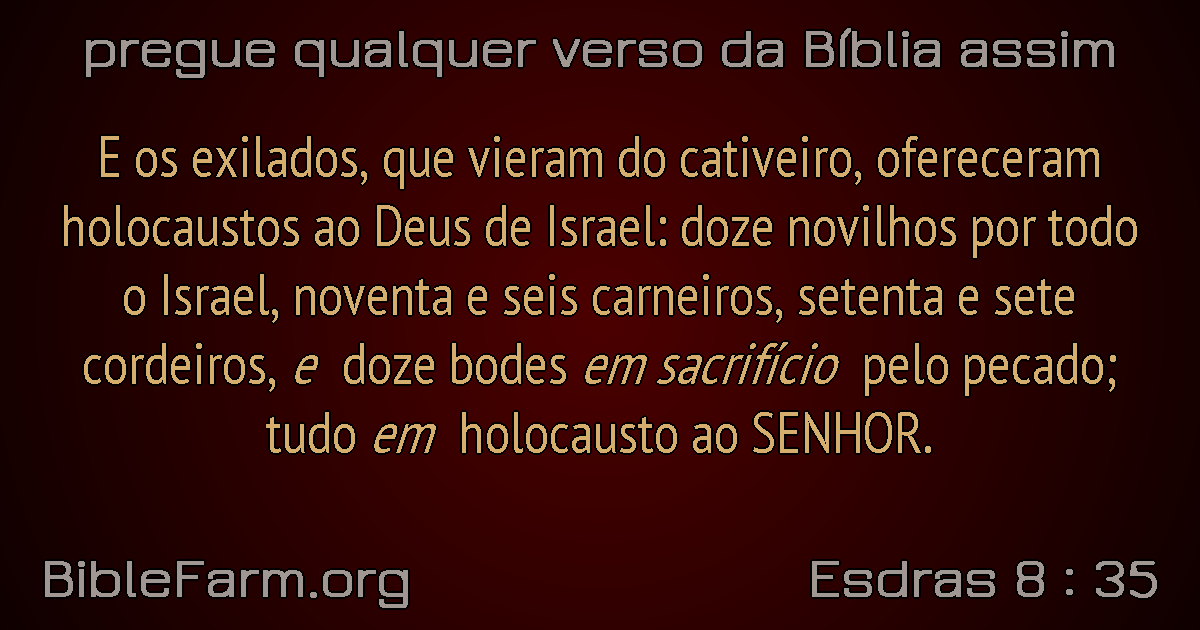 pregue qualquer verso da Bíblia assim
E os exilados, que vieram do cativeiro, ofereceram
holocaustos ao Deus de Israel: doze novilhos por todo
o Israel, noventa e seis carneiros, setenta e sete
cordeiros, e doze bodes em sacrifício pelo pecado;
tudo em holocausto ao SENHOR.
BibleFarm.org
Esdras 8 : 35